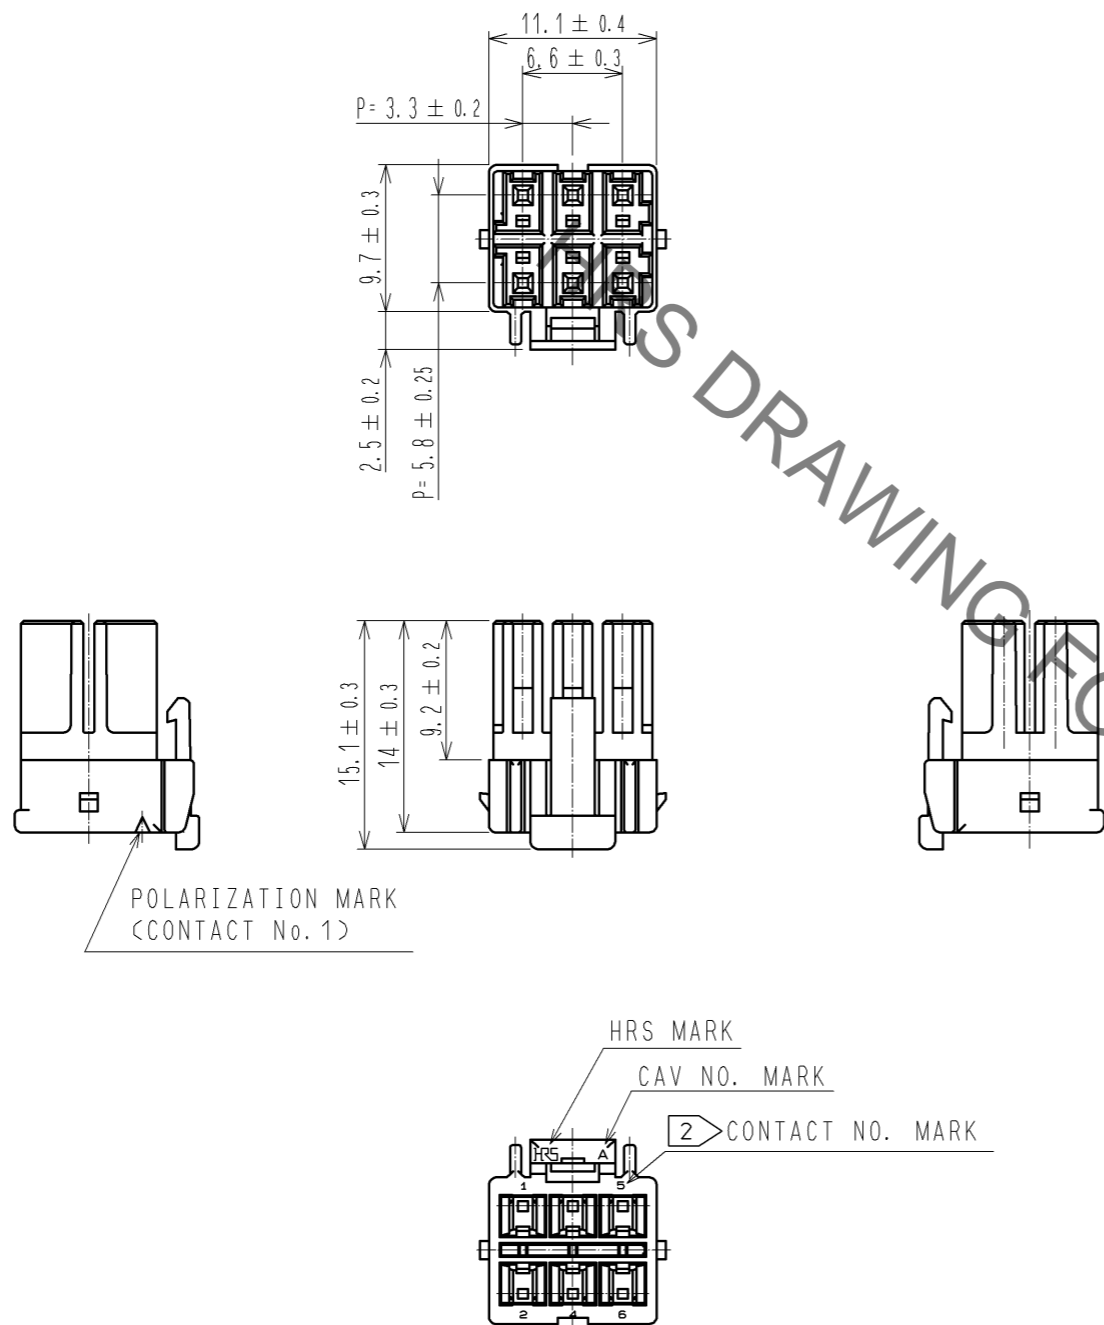 11.1 ± 0.4
6.6 ± 0.3
P= 3.3 ± 0.2
9.7 ± 0.3
2.5 ± 0.2
P= 5.8 ± 0.25
HRS DRAWING FO
15.1 ± 0.3
14 ± 0.3
9.2 ± 0.2
POLARIZATION MARK
(CONTACT No.1)
HRS MARK
CAV NO. MARK
2 CONTACT NO. MARK
HRS A
1 5
2 4 6